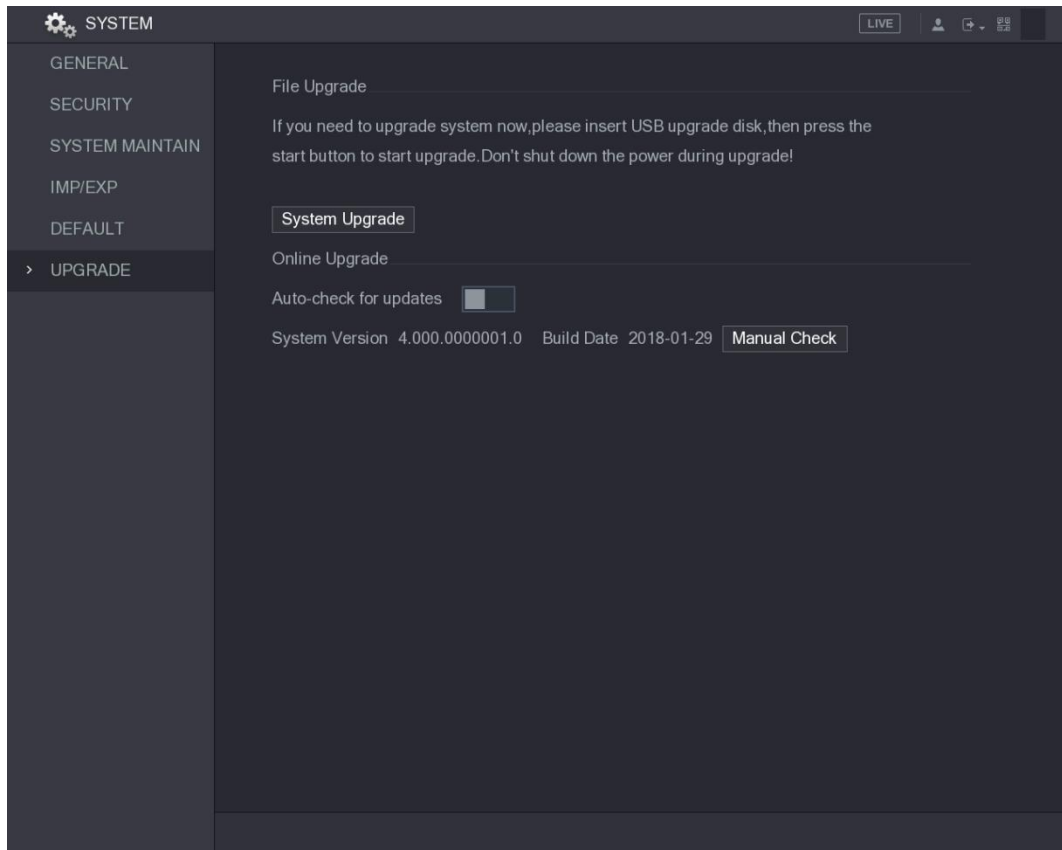 SYSTEM
LIVE
GENERAL
SECURITY
SYSTEM MAINTAIN
IMP/EXP
DEFAULT
UPGRADE
File Upgrade
If you need to upgrade system now,please insert USB upgrade disk,then press the
start button to start upgrade.Don't shut down the power during upgrade!
System Upgrade
Online Upgrade
Auto-check for updates
System Version 4.000.0000001.0 Build Date 2018-01-29 Manual Check